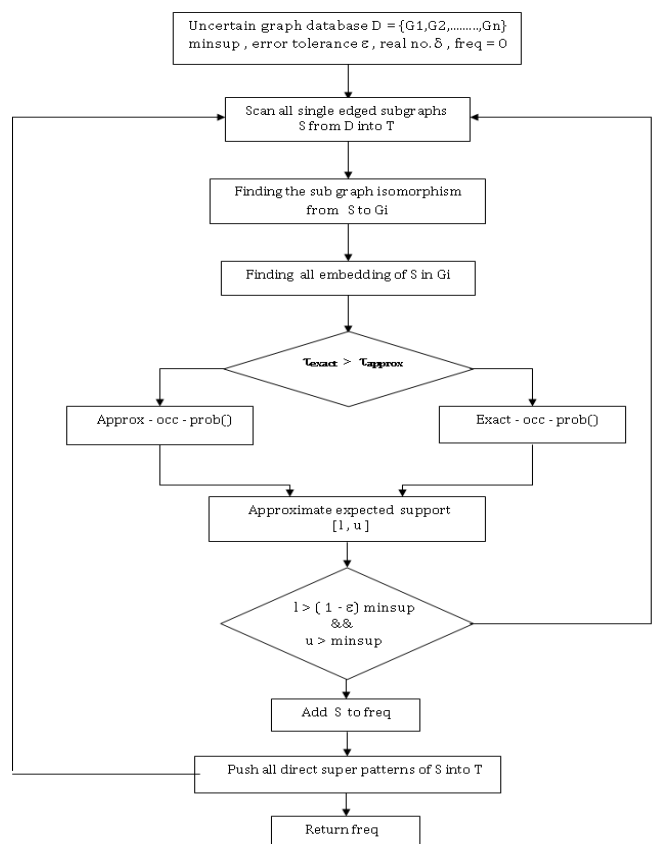 Uncertain graph database D = {G1,G2,.........,Gn}
minsup , error tolerance ε , real no. δ , freq = 0
Scan all single edged subgraphs
S from D into T
Finding the sub graph isomorphism
from S to Gi
Finding all embedding of S in Gi
τexact > τapprox
Approx - occ - prob()
Exact - occ - prob()
Approximate expected support
[ l , u ]
l > ( 1 - ε) minsup
&&
u > minsup
Add S to freq
Push all direct super patterns of S into T
Return freq